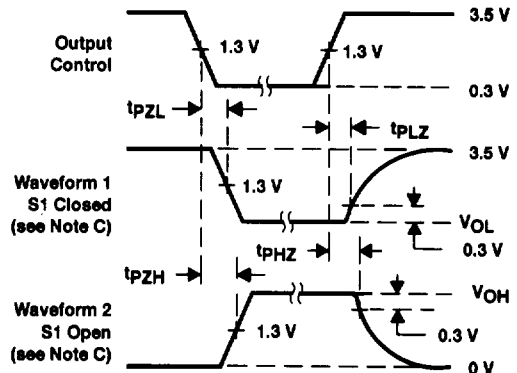 3.5 V
Output
Control
1.3 V
1.3 V
0.3 V
tPZL
tPLZ
3.5 V
Waveform 1
S1 Closed
(see Note C)
1.3 V
VOL
0.3 V
tPHZ
tPZH
VOH
Waveform 2
S1 Open
(see Note C)
1.3 V
0.3 V
0 V